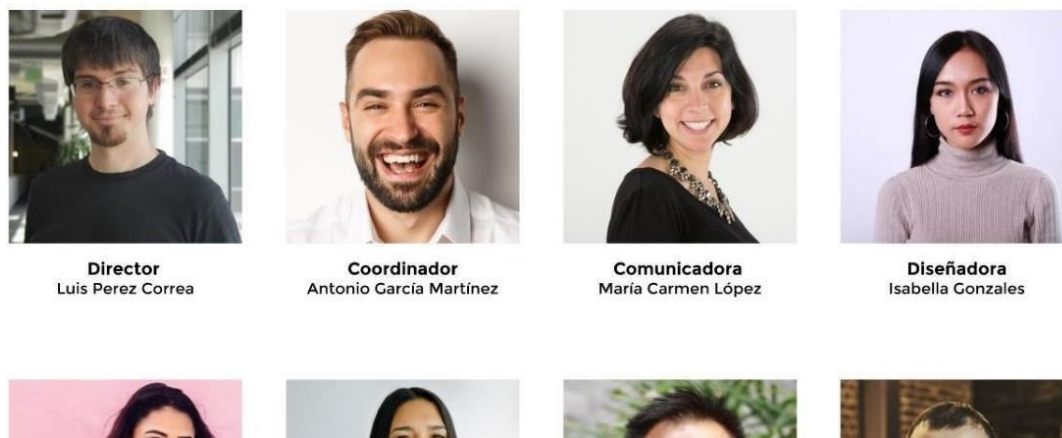 Director
Luis Perez Correa
Coordinador
Antonio García Martínez
Comunicadora
María Carmen López
Diseñadora
Isabella Gonzales